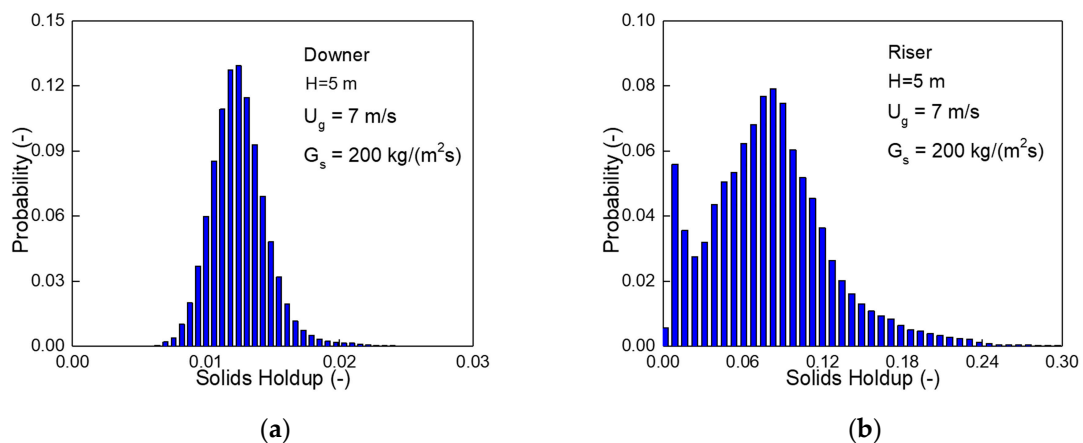 0.15
0.12
0.09
0.06
0.03
0.00
Probability (-)
Downer
H=5 m
U_g = 7 m/s
G_s = 200 kg/(m²s)
0.00 0.01 0.02 0.03
Solids Holdup (-)
(a)
0.10
0.08
0.06
0.04
0.02
0.00
Probability (-)
Riser
H=5 m
U_g = 7 m/s
G_s = 200 kg/(m²s)
0.00 0.06 0.12 0.18 0.24 0.30
Solids Holdup (-)
(b)